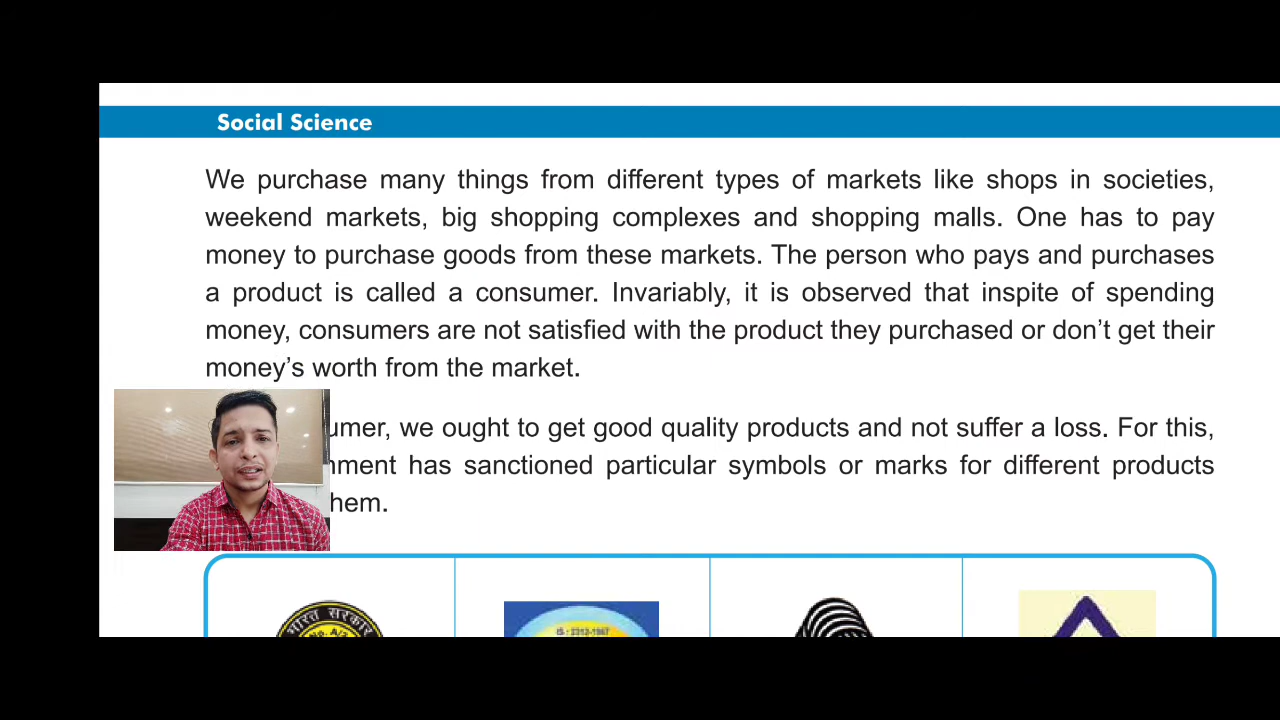 Social Science
We purchase many things from different types of markets like shops in societies,
weekend markets, big shopping complexes and shopping malls. One has to pay
money to purchase goods from these markets. The person who pays and purchases
a product is called a consumer. Invariably, it is observed that inspite of spending
money, consumers are not satisfied with the product they purchased or don't get their
money's worth from the market.
umer, we ought to get good quality products and not suffer a loss. For this,
nment has sanctioned particular symbols or marks for different products
hem.
भारत सरकार
IS : 2312-1967